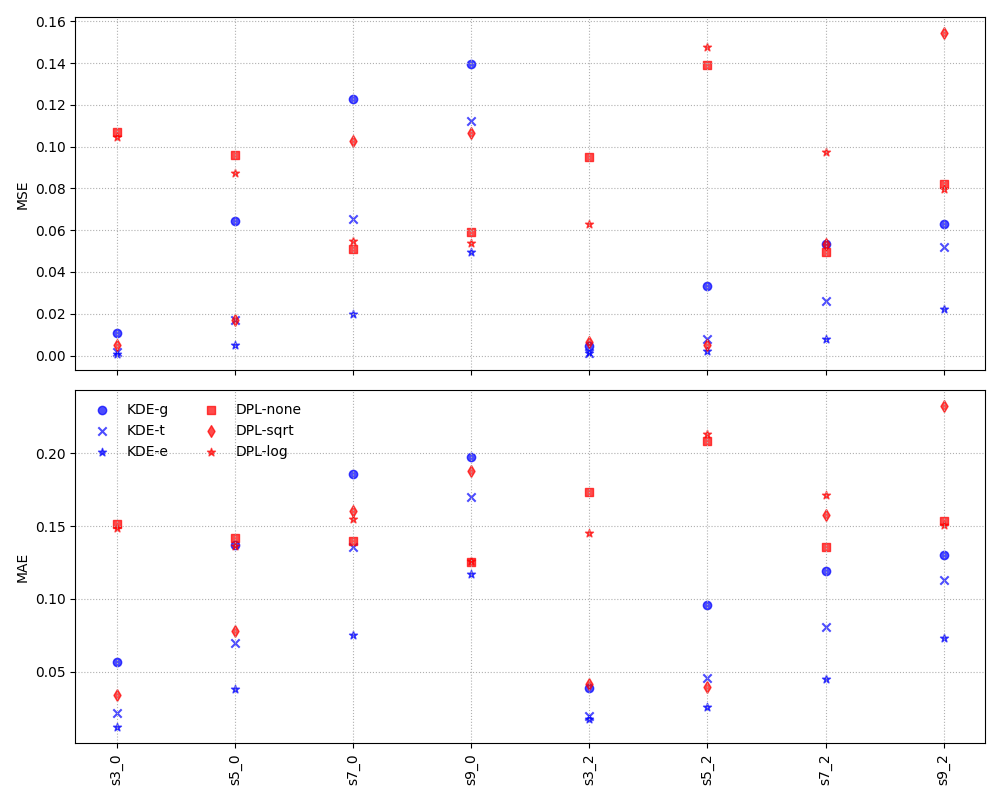 0.16
0.14
0.12
0.10
0.08
0.06
0.04
0.02
0.00
MSE
KDE-g DPL-none
KDE-t DPL-sqrt
KDE-e DPL-log
0.20
0.15
0.10
0.05
MAE
s3_0 s5_0 s7_0 s9_0 s3_2 s5_2 s7_2 s9_2